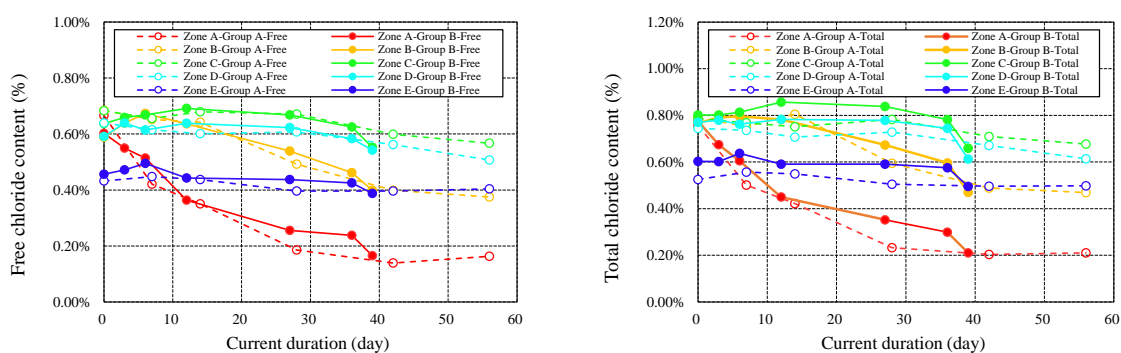 1.00%
0.80%
0.60%
0.40%
0.20%
0.00%
Free chloride content (%)
Zone A-Group A-Free Zone A-Group B-Free
Zone B-Group A-Free Zone B-Group B-Free
Zone C-Group A-Free Zone C-Group B-Free
Zone D-Group A-Free Zone D-Group B-Free
Zone E-Group A-Free Zone E-Group B-Free
0 10 20 30 40 50 60
Current duration (day)
1.20%
1.00%
0.80%
0.60%
0.40%
0.20%
0.00%
Total chloride content (%)
Zone A-Group A-Total Zone A-Group B-Total
Zone B-Group A-Total Zone B-Group B-Total
Zone C-Group A-Total Zone C-Group B-Total
Zone D-Group A-Total Zone D-Group B-Total
Zone E-Group A-Total Zone E-Group B-Total
0 10 20 30 40 50 60
Current duration (day)